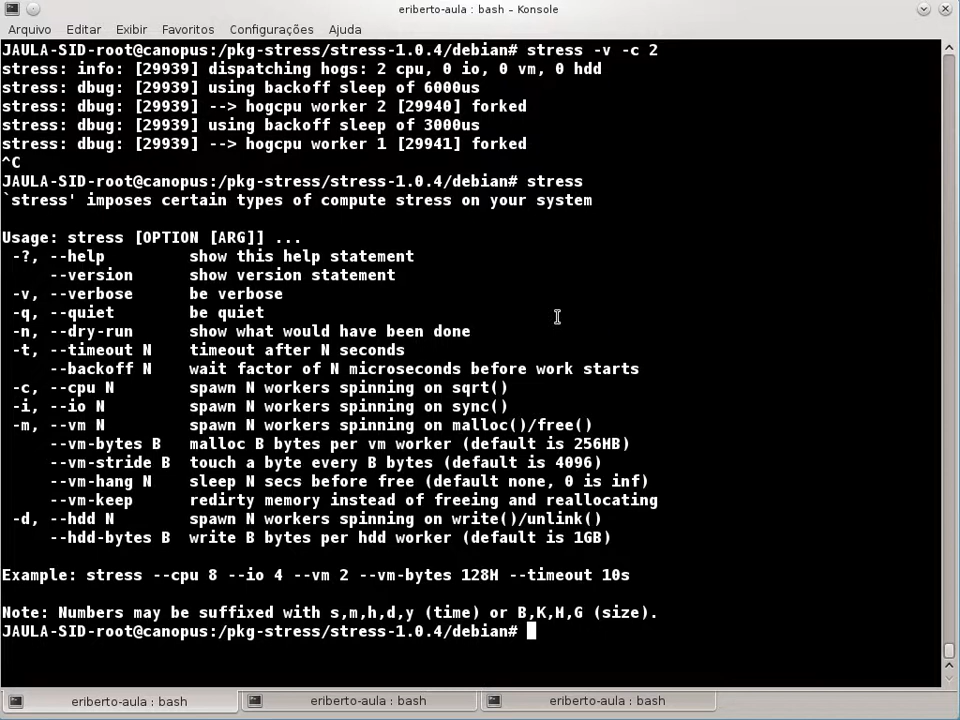 eriberto-aula : bash – Konsole
Arquivo Editar Exibir Favoritos Configurações Ajuda
JAULA-SID-root@canopus:/pkg-stress/stress-1.0.4/debian# stress -v -c 2
stress: info: [29939] dispatching hogs: 2 cpu, 0 io, 0 vm, 0 hdd
stress: dbug: [29939] using backoff sleep of 6000us
stress: dbug: [29939] --> hogcpu worker 2 [29940] forked
stress: dbug: [29939] using backoff sleep of 3000us
stress: dbug: [29939] --> hogcpu worker 1 [29941] forked
^C
JAULA-SID-root@canopus:/pkg-stress/stress-1.0.4/debian# stress
`stress' imposes certain types of compute stress on your system

Usage: stress [OPTION [ARG]] ...
 -?, --help         show this help statement
     --version      show version statement
 -v, --verbose      be verbose
 -q, --quiet        be quiet
 -n, --dry-run      show what would have been done
 -t, --timeout N    timeout after N seconds
     --backoff N    wait factor of N microseconds before work starts
 -c, --cpu N        spawn N workers spinning on sqrt()
 -i, --io N         spawn N workers spinning on sync()
 -m, --vm N         spawn N workers spinning on malloc()/free()
     --vm-bytes B   malloc B bytes per vm worker (default is 256MB)
     --vm-stride B  touch a byte every B bytes (default is 4096)
     --vm-hang N    sleep N secs before free (default none, 0 is inf)
     --vm-keep      redirty memory instead of freeing and reallocating
 -d, --hdd N        spawn N workers spinning on write()/unlink()
     --hdd-bytes B  write B bytes per hdd worker (default is 1GB)

Example: stress --cpu 8 --io 4 --vm 2 --vm-bytes 128M --timeout 10s

Note: Numbers may be suffixed with s,m,h,d,y (time) or B,K,M,G (size).
JAULA-SID-root@canopus:/pkg-stress/stress-1.0.4/debian#
eriberto-aula : bash eriberto-aula : bash eriberto-aula : bash